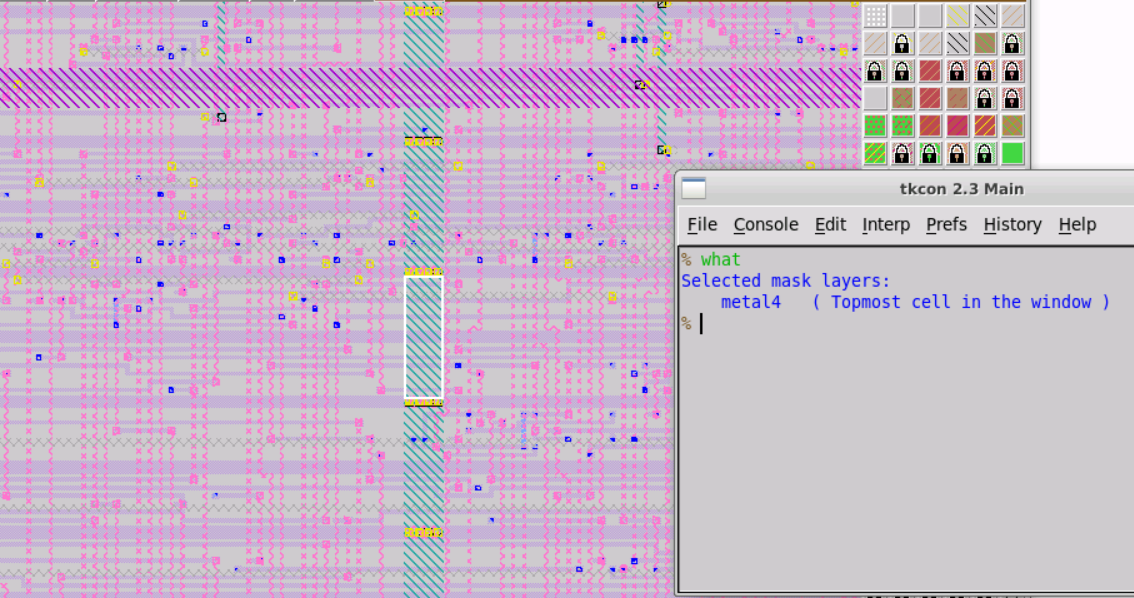 tkcon 2.3 Main
File Console Edit Interp Prefs History Help
% what
Selected mask layers:
metal4 ( Topmost cell in the window )
%